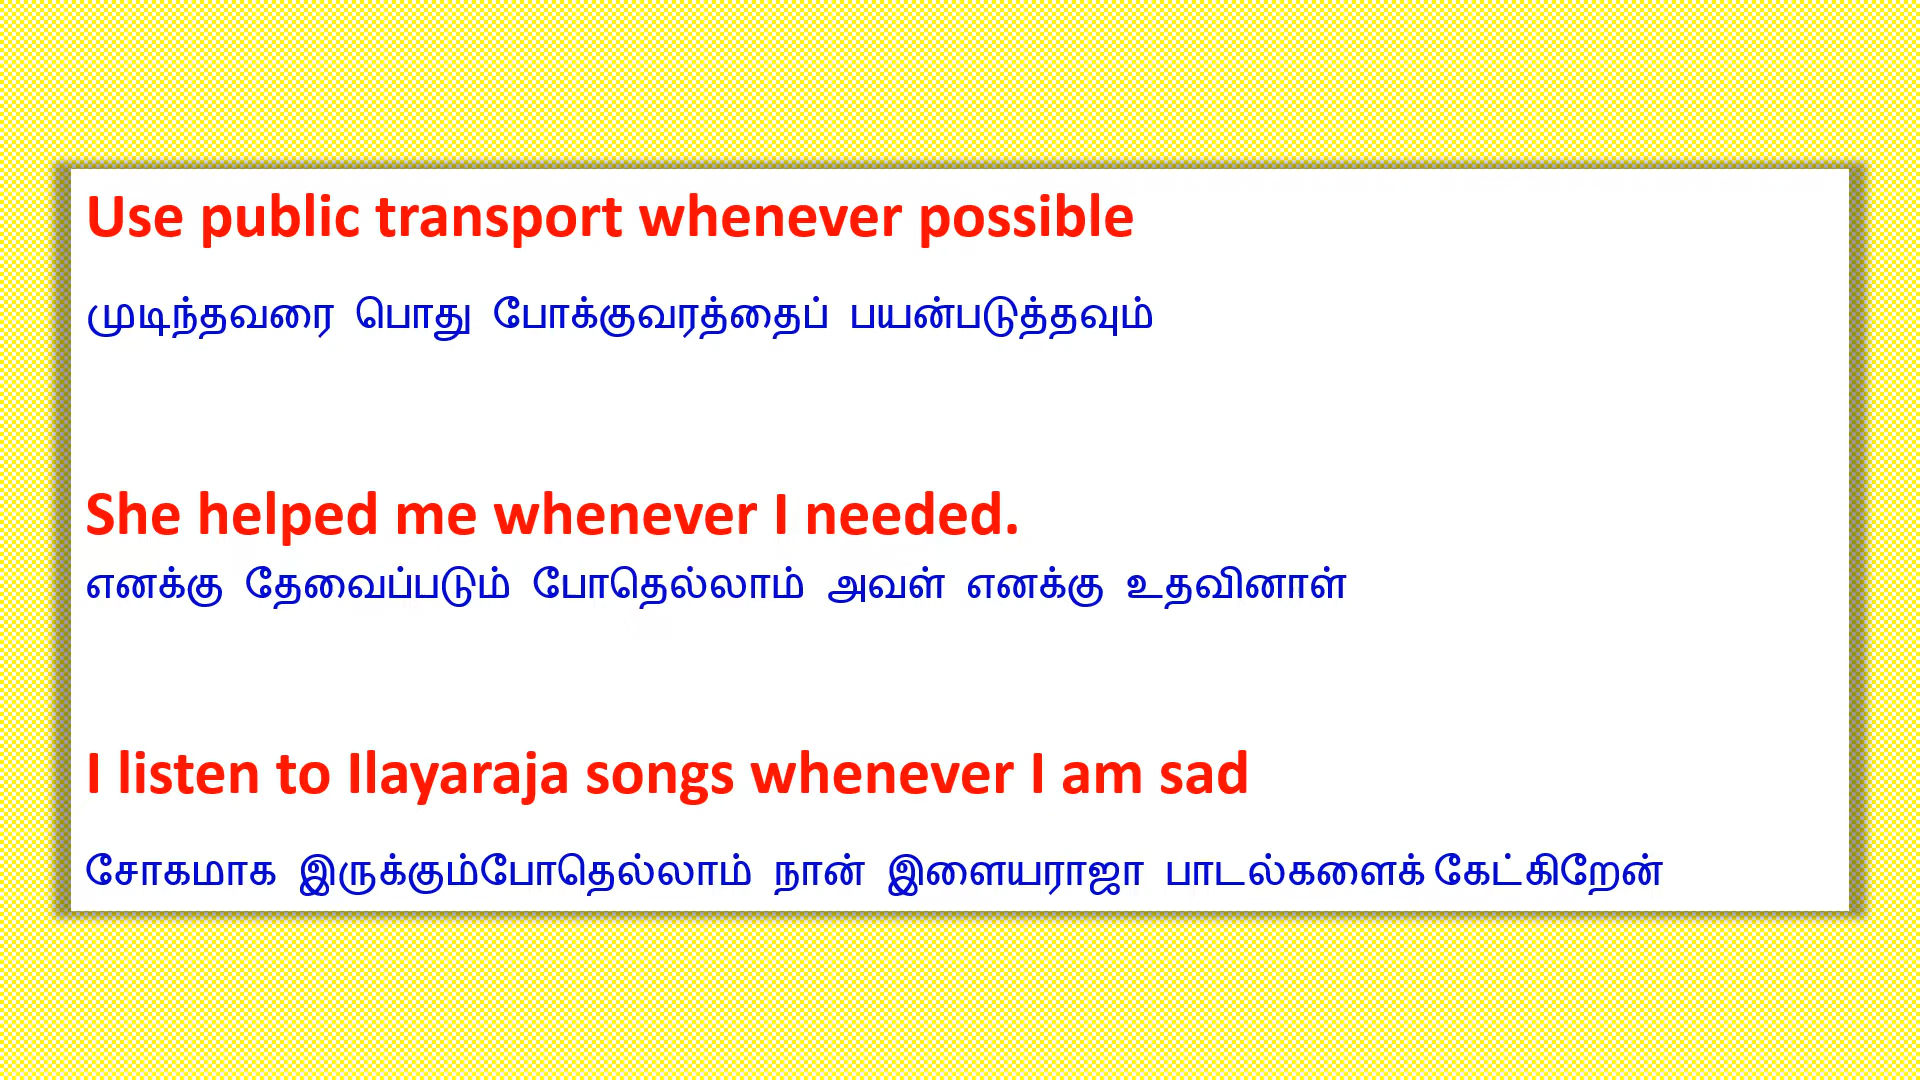 Use public transport whenever possible
முடிந்தவரை பொது போக்குவரத்தைப் பயன்படுத்தவும்
She helped me whenever I needed.
எனக்கு தேவைப்படும் போதெல்லாம் அவள் எனக்கு உதவினாள்
I listen to Ilayaraja songs whenever I am sad
சோகமாக இருக்கும்போதெல்லாம் நான் இளையராஜா பாடல்களைக் கேட்கிறேன்